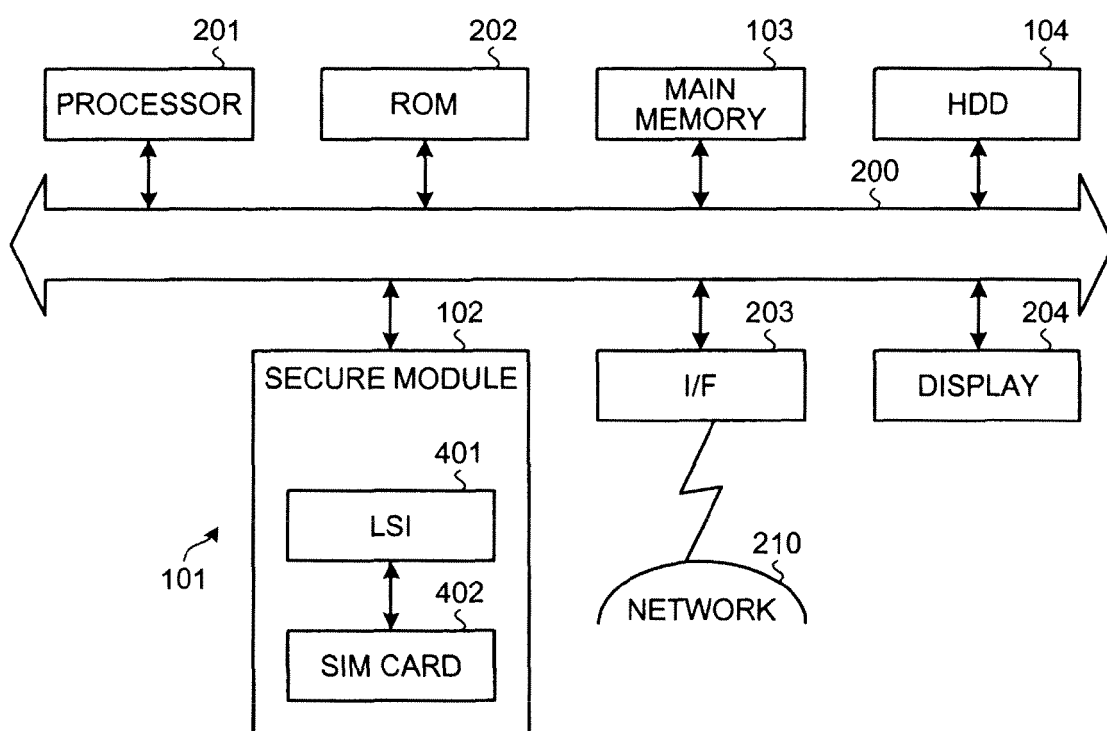 201
202
103
104
PROCESSOR
ROM
MAIN
MEMORY
HDD
200
102
203
204
SECURE MODULE
I/F
DISPLAY
401
LSI
101
210
402
NETWORK
SIM CARD